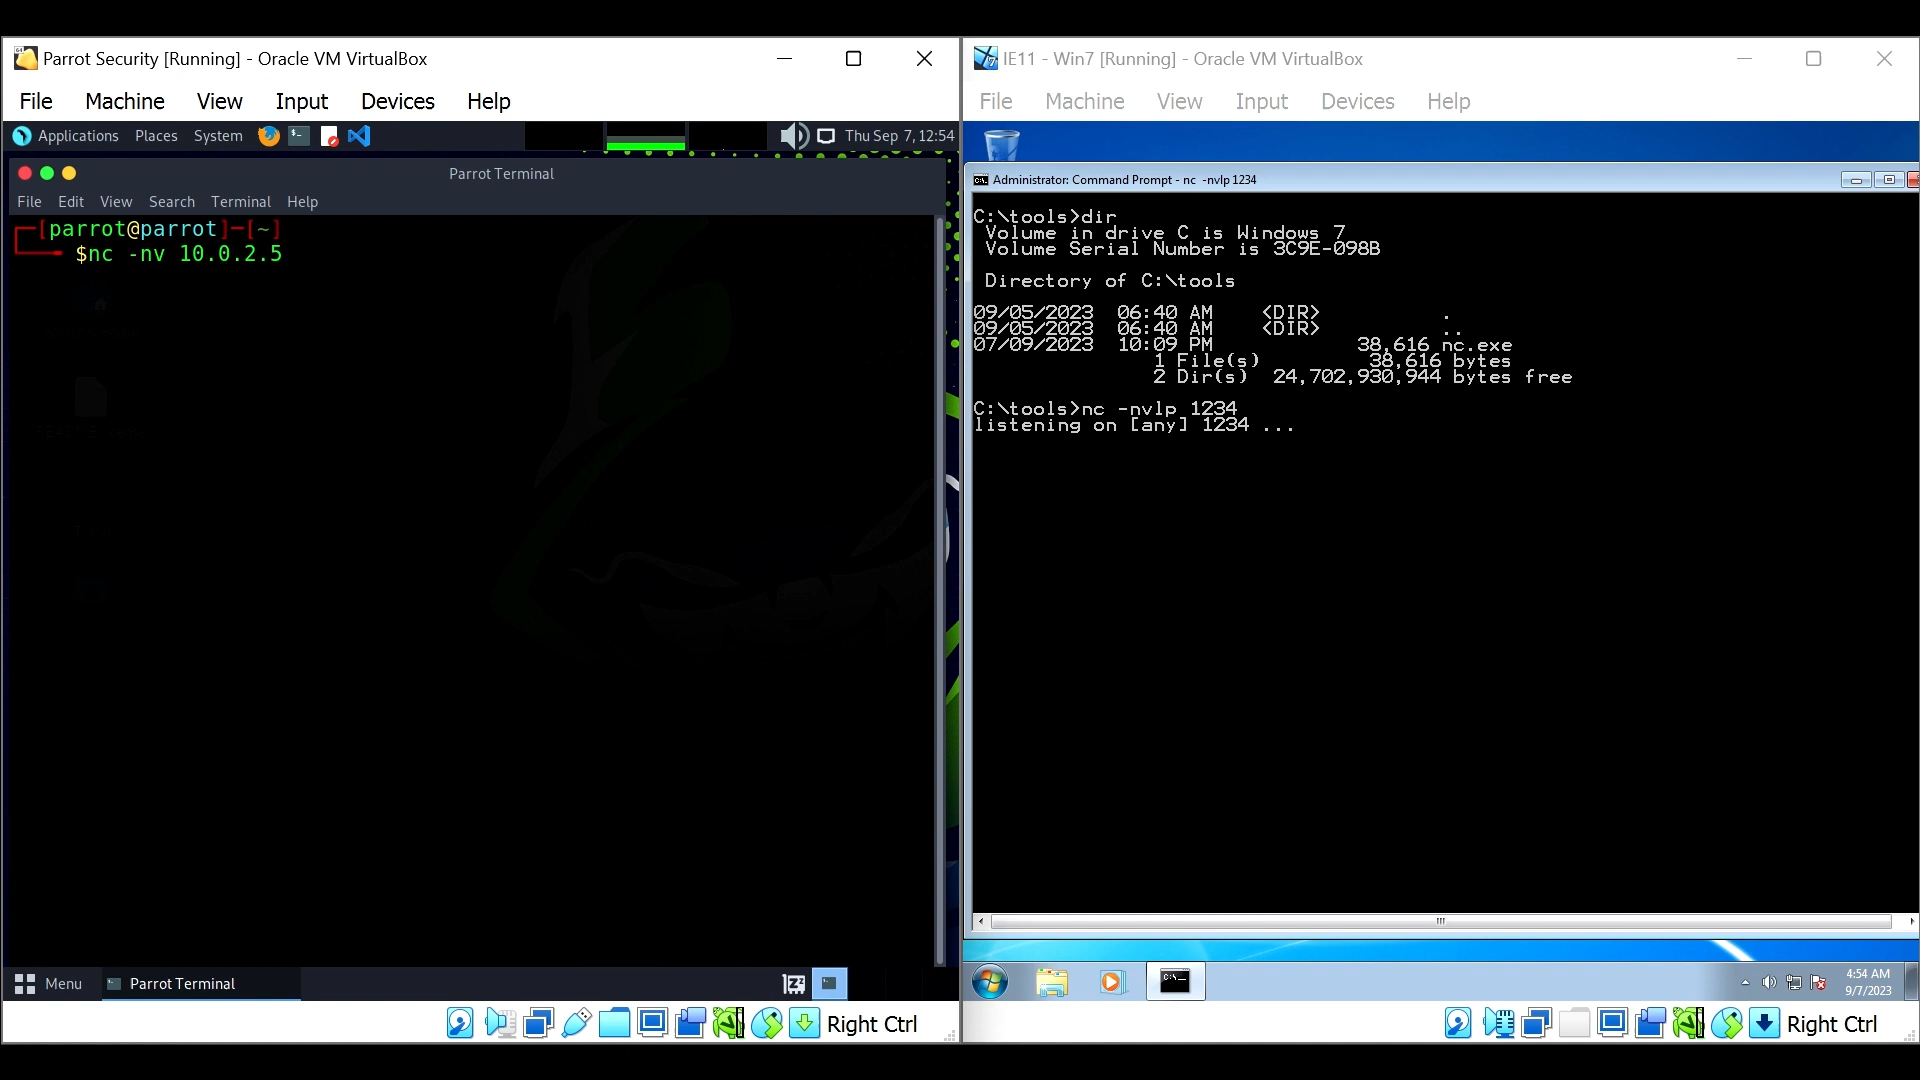 Parrot Security [Running] - Oracle VM VirtualBox
File Machine View Input Devices Help
Applications Places System Thu Sep 7, 12:54
Parrot Terminal
File Edit View Search Terminal Help
[parrot@parrot]─[~]
$nc -nv 10.0.2.5
Menu Parrot Terminal
Right Ctrl
IE11 - Win7 [Running] - Oracle VM VirtualBox
File Machine View Input Devices Help
Administrator: Command Prompt - nc -nvlp 1234
C:\tools>dir
Volume in drive C is Windows 7
Volume Serial Number is 3C9E-098B
Directory of C:\tools
09/05/2023 06:40 AM <DIR> .
09/05/2023 06:40 AM <DIR> ..
07/09/2023 10:09 PM 38,616 nc.exe
1 File(s) 38,616 bytes
2 Dir(s) 24,702,930,944 bytes free
C:\tools>nc -nvlp 1234
listening on [any] 1234 ...
4:54 AM
9/7/2023
Right Ctrl